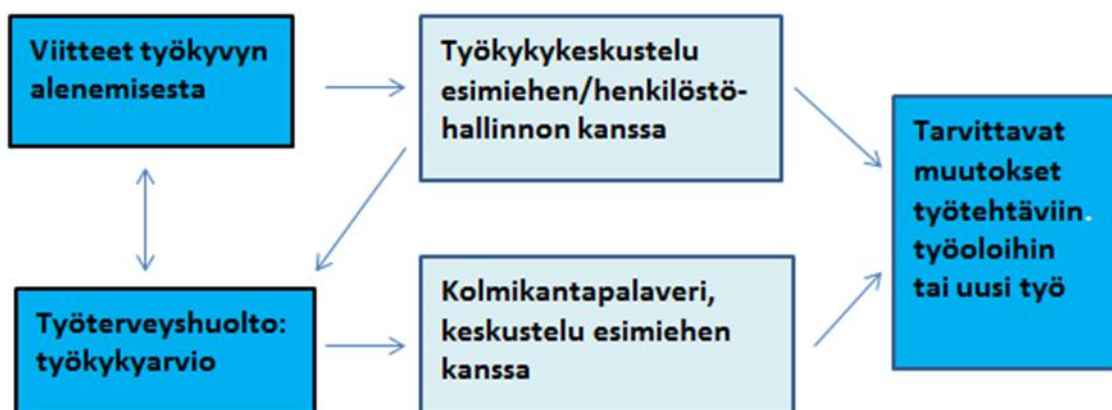 Viitteet työkyvyn
alenemisesta
Työkykykeskustelu
esimiehen/henkilöstö-
hallinnon kanssa
Tarvittavat
muutokset
työtehtäviin.
työoloihin
tai uusi työ
Työterveyshuolto:
työkykyarvio
Kolmikantapalaveri,
keskustelu esimiehen
kanssa